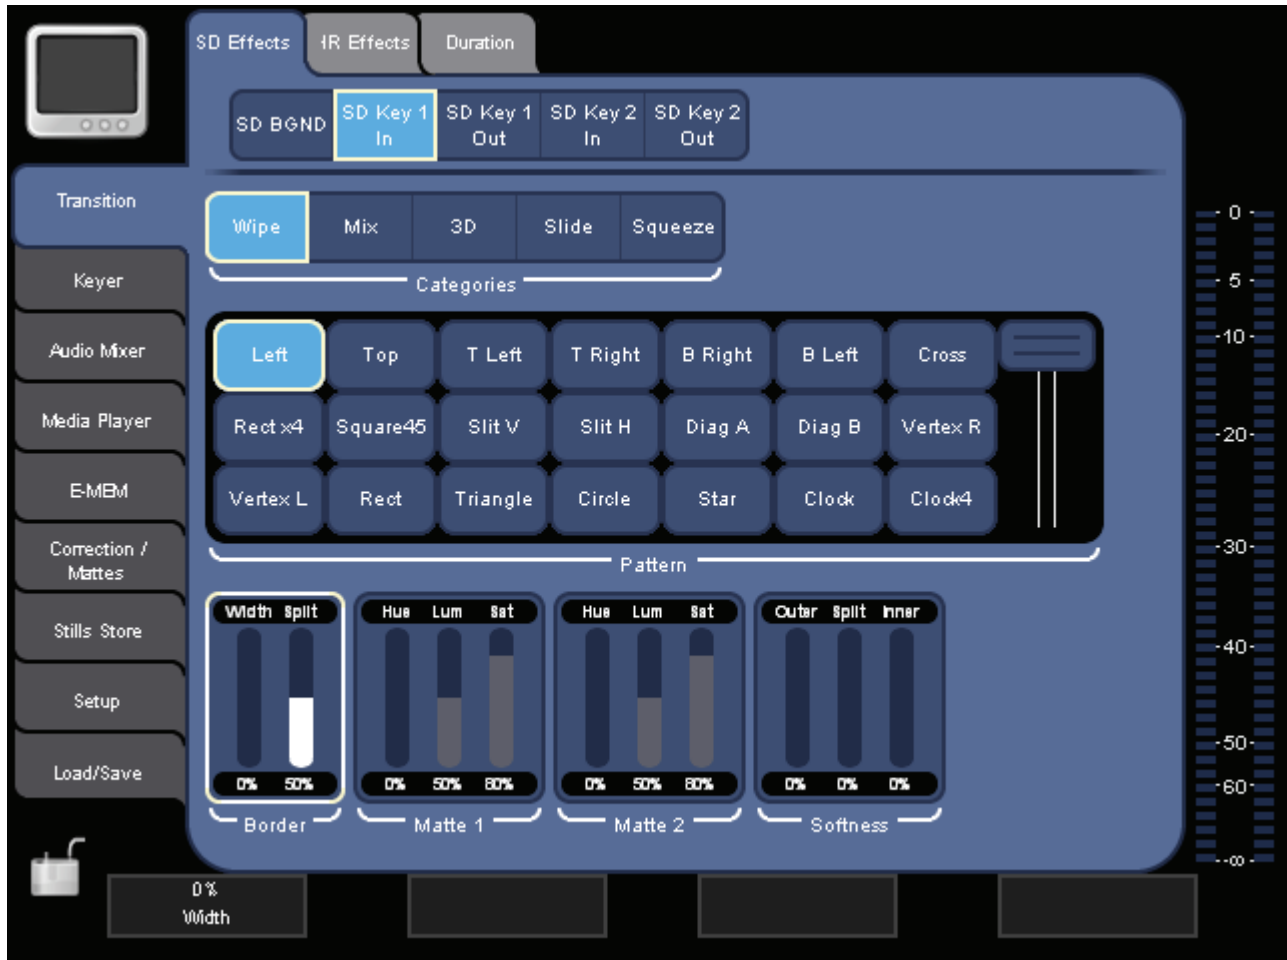 SD Effects
HR Effects
Duration
SD BGND
SD Key 1
In
SD Key 1
Out
SD Key 2
In
SD Key 2
Out
Transition
Keyer
Audio Mixer
Media Player
E-MEM
Correction /
Mattes
Stills Store
Setup
Load/Save
Wipe
Mix
3D
Slide
Squeeze
Categories
Left
Top
T Left
T Right
B Right
B Left
Cross
Rect x4
Square45
Slit V
Slit H
Diag A
Diag B
Vertex R
Vertex L
Rect
Triangle
Circle
Star
Clock
Clock4
Pattern
Width Split
0% 50%
Border
Hue Lum Sat
0% 50% 80%
Matte 1
Hue Lum Sat
0% 50% 80%
Matte 2
Outer Split Inner
0% 0% 0%
Softness
- 0 -
- 5 -
-10-
-20-
-30-
-40-
-50-
-60-
--∞-
0%
Width